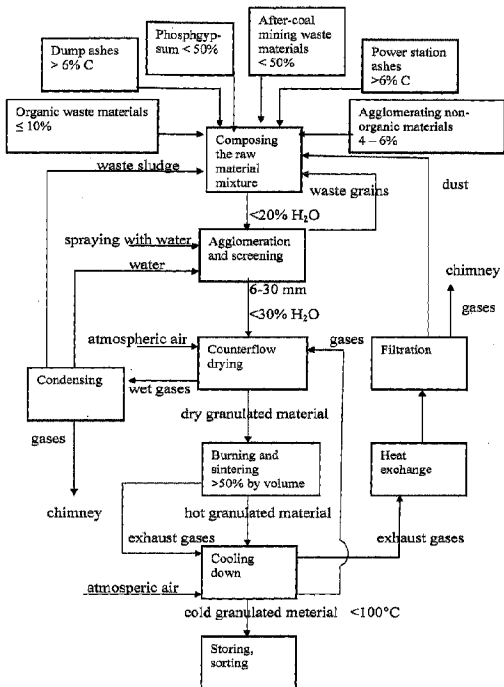 After-coal
mining waste
materials
< 50%
Phosphgyp-
sum < 50%
Dump ashes
> 6% C
Power station
ashes
>6% C
Organic waste materials
≤ 10%
Agglomerating non-
organic materials
4 – 6%
Composing
the raw
material
mixture
waste sludge
waste grains
dust
<20% H₂O
spraying with water
Agglomeration
and screening
water
chimney
6-30 mm
gases
<30% H₂O
atmospheric air
gases
Counterflow
drying
Filtration
Condensing
wet gases
dry granulated material
gases
Burning and
sintering
>50% by volume
Heat
exchange
chimney
hot granulated material
exhaust gases
exhaust gases
Cooling
down
atmosperic air
cold granulated meterial <100°C
Storing,
sorting